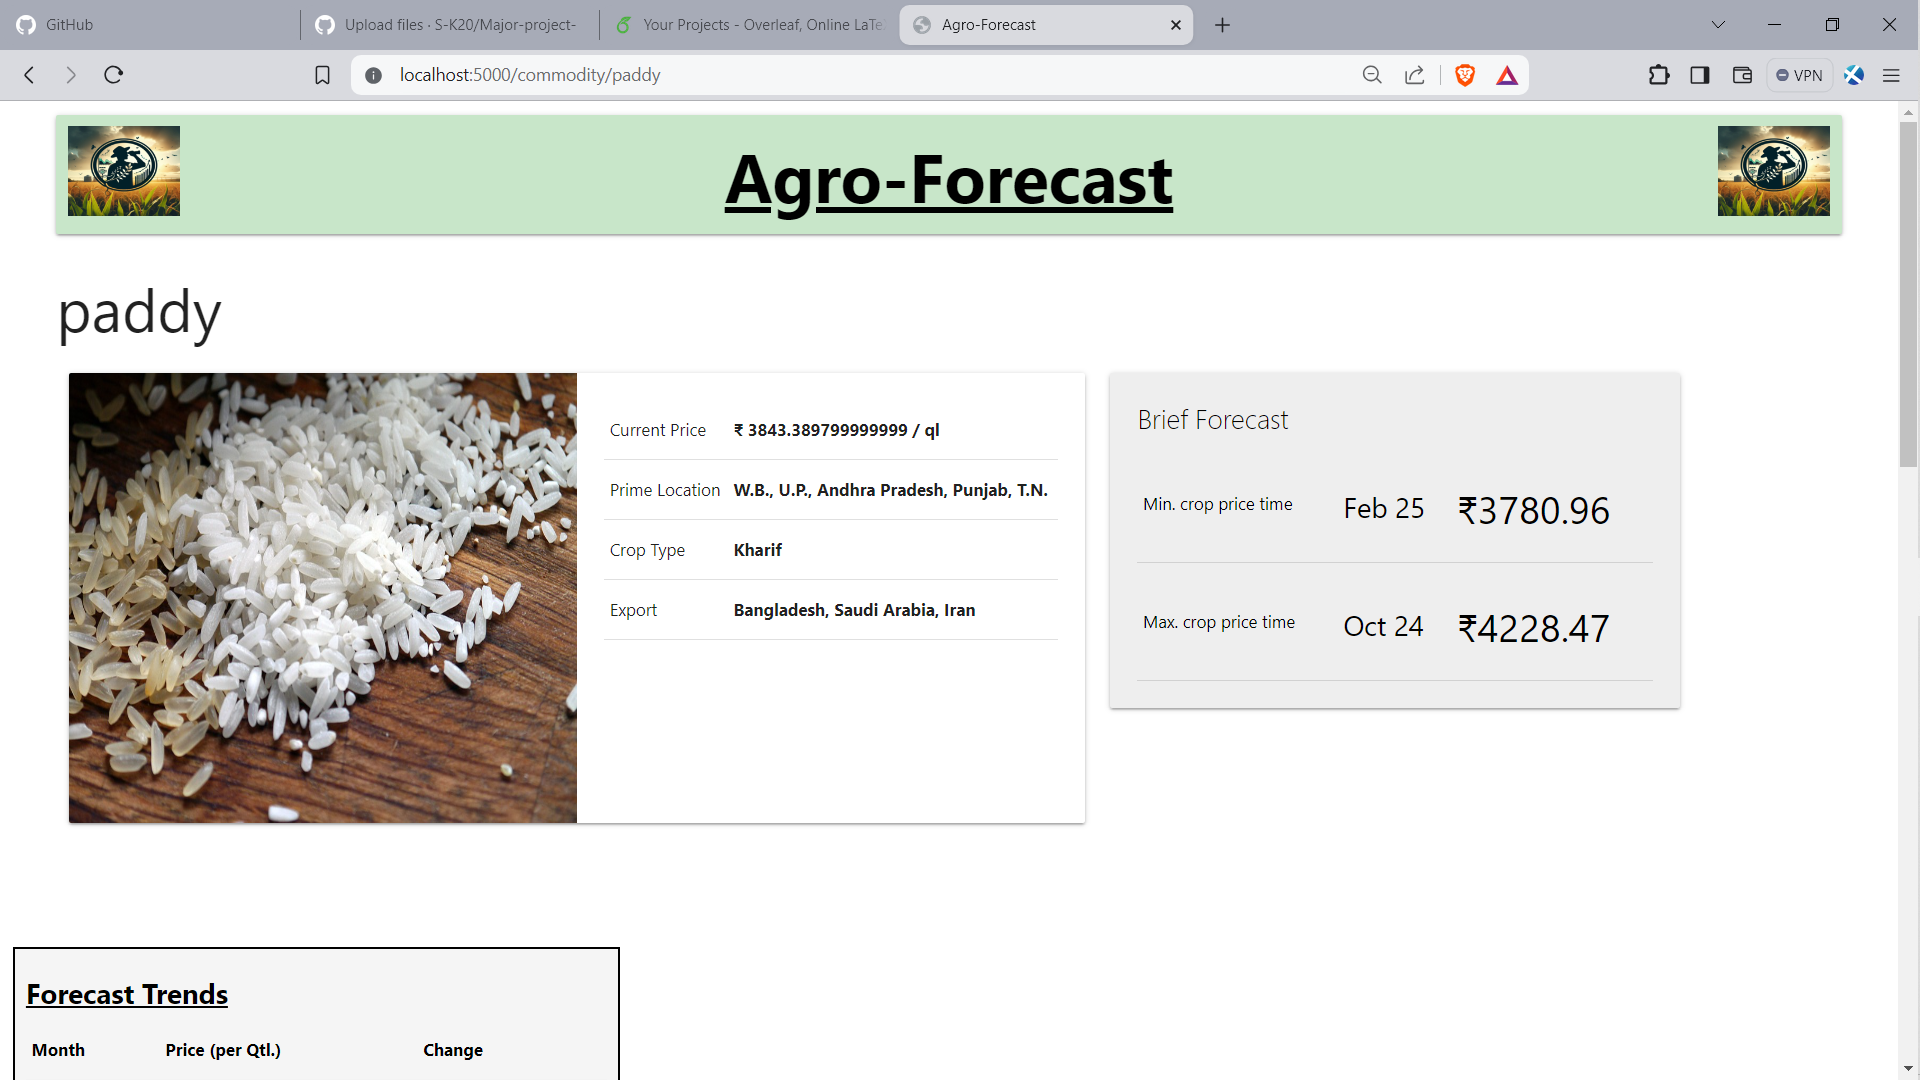 GitHub
Upload files · S-K20/Major-project-
Your Projects - Overleaf, Online LaTe
Agro-Forecast
localhost:5000/commodity/paddy
VPN
Agro-Forecast
paddy
Current Price ₹ 3843.389799999999 / ql
Prime Location W.B., U.P., Andhra Pradesh, Punjab, T.N.
Crop Type Kharif
Export Bangladesh, Saudi Arabia, Iran
Brief Forecast
Min. crop price time Feb 25 ₹3780.96
Max. crop price time Oct 24 ₹4228.47
Forecast Trends
Month Price (per Qtl.) Change